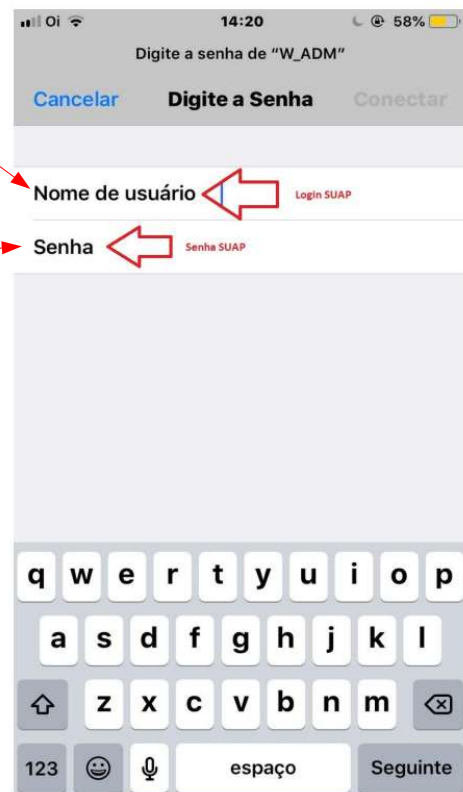 Oi 14:20 58%
Digite a senha de “W_ADM”
Cancelar Digite a Senha Conectar
Nome de usuário Login SUAP
Senha Senha SUAP
q w e r t y u i o p
a s d f g h j k l
z x c v b n m
123 espaço Seguinte